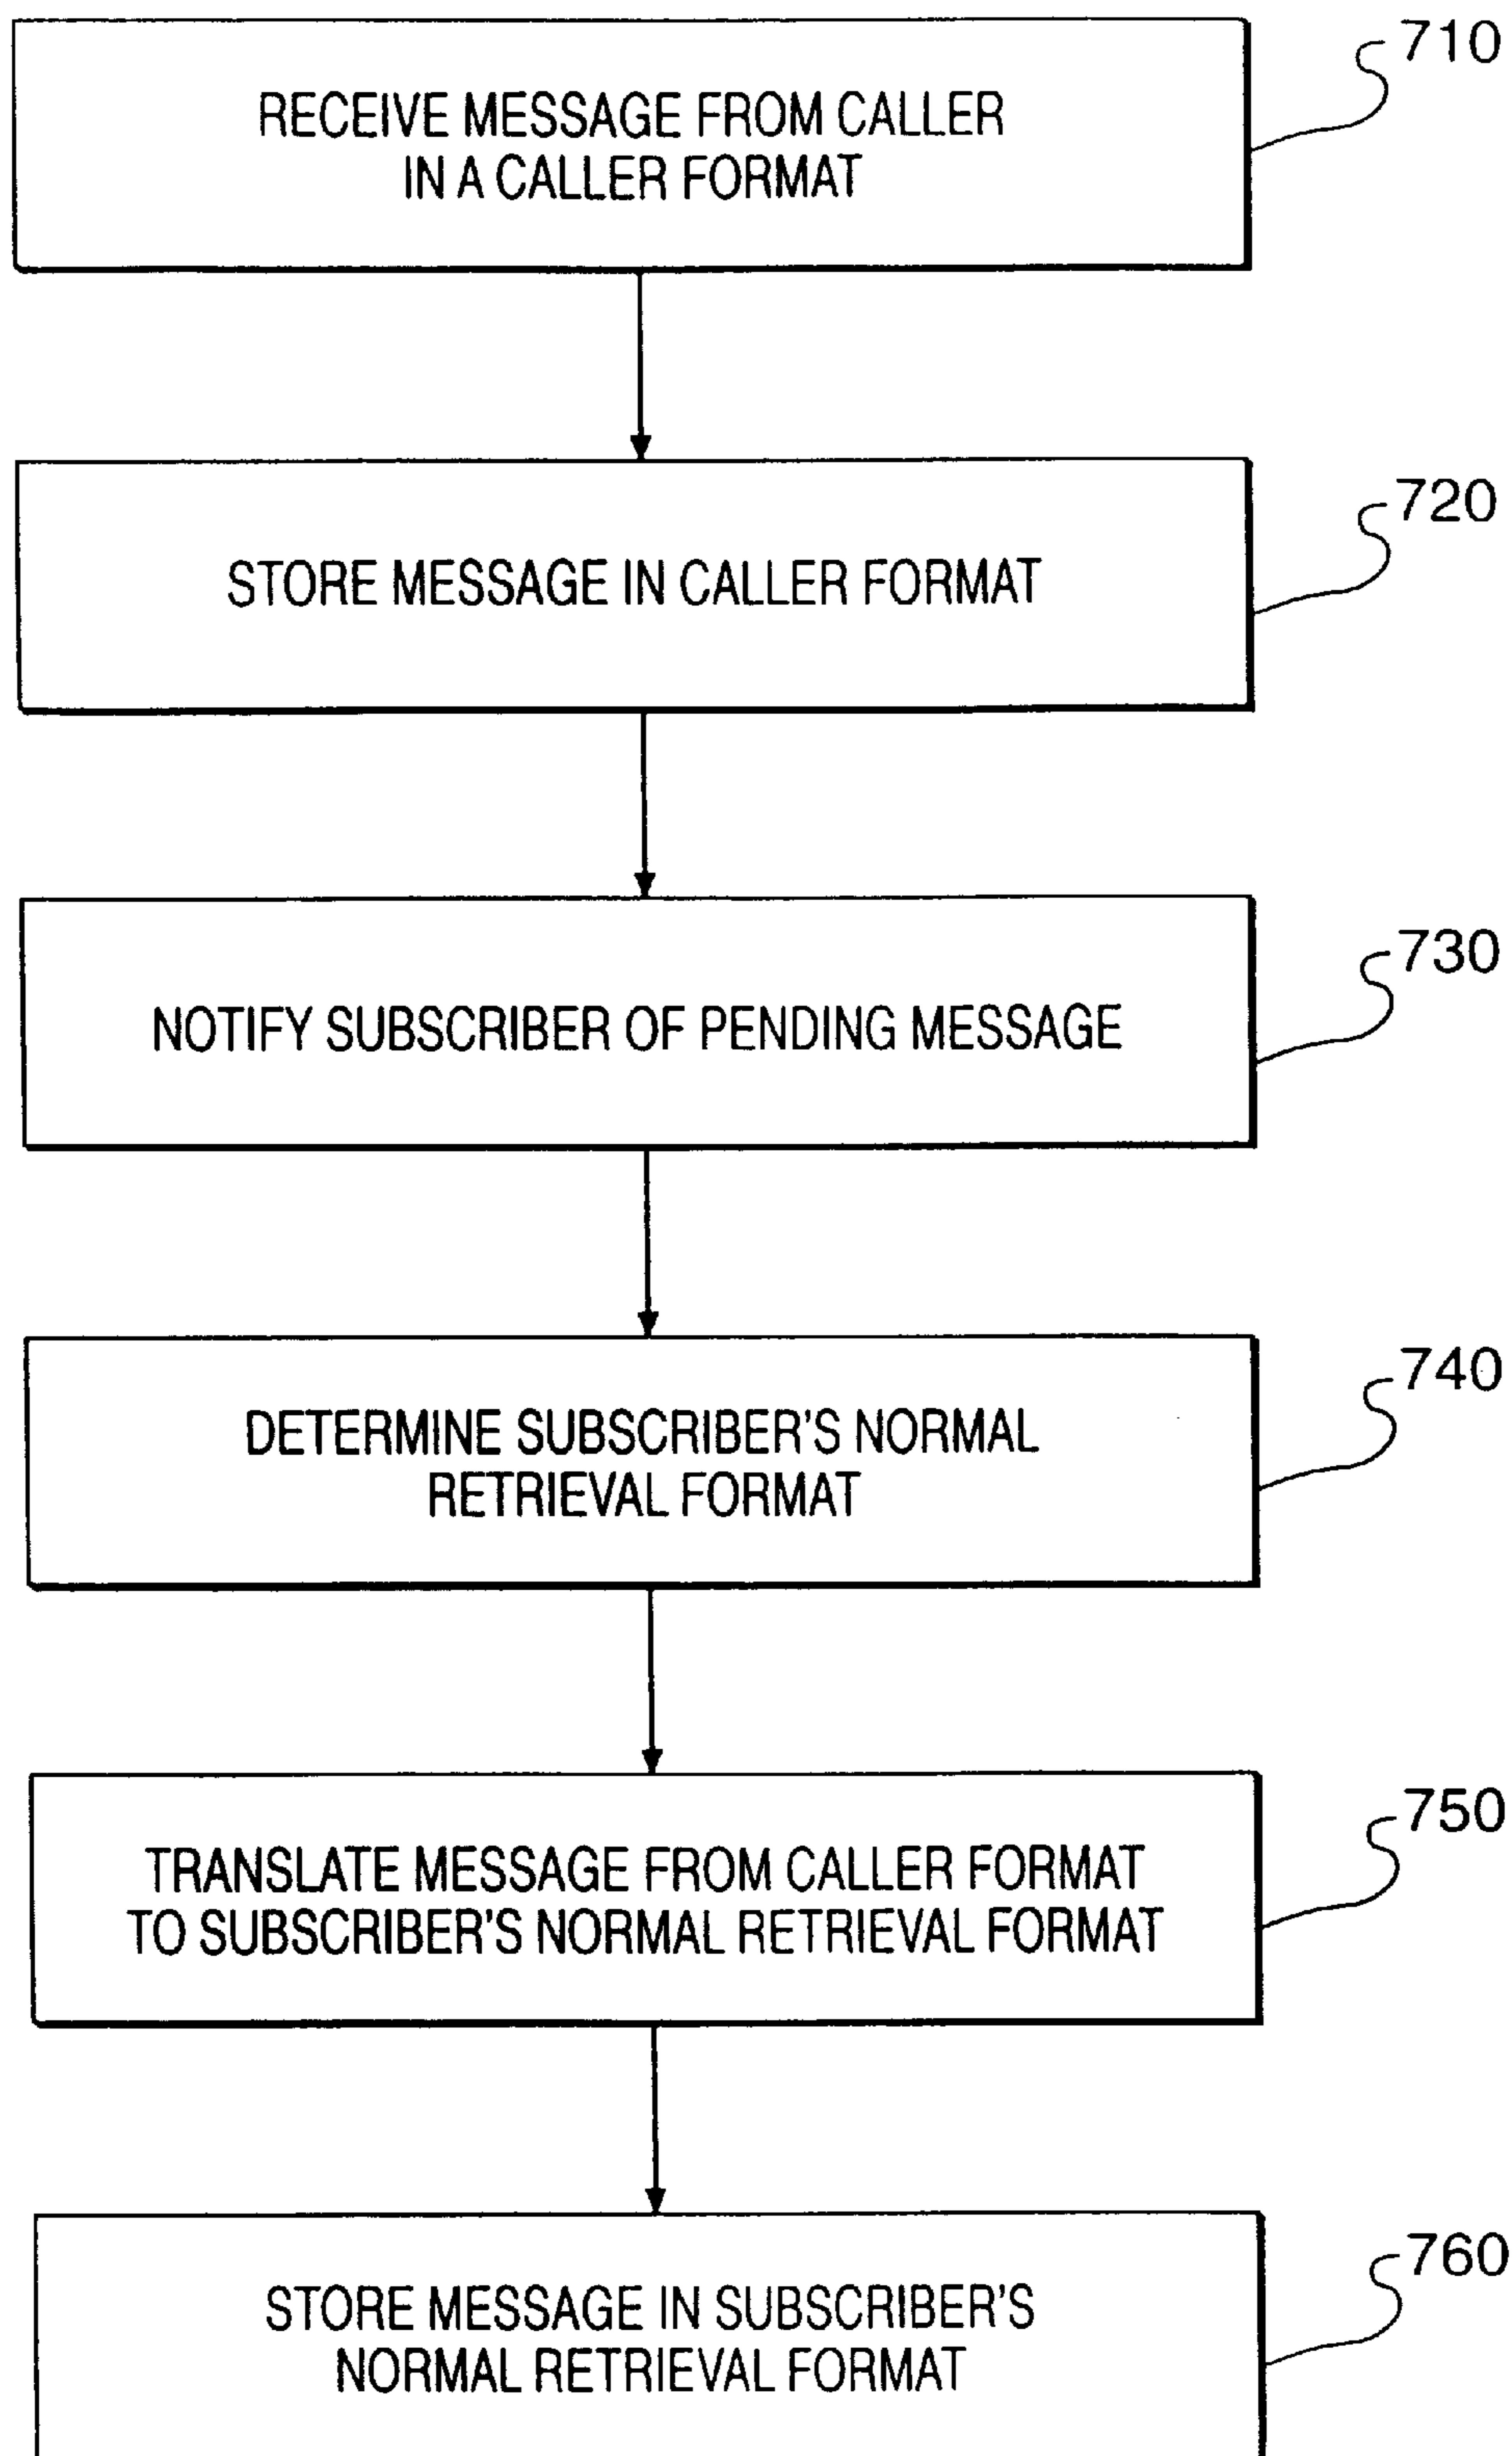 710
RECEIVE MESSAGE FROM CALLER
IN A CALLER FORMAT
720
STORE MESSAGE IN CALLER FORMAT
730
NOTIFY SUBSCRIBER OF PENDING MESSAGE
740
DETERMINE SUBSCRIBER'S NORMAL
RETRIEVAL FORMAT
750
TRANSLATE MESSAGE FROM CALLER FORMAT
TO SUBSCRIBER'S NORMAL RETRIEVAL FORMAT
760
STORE MESSAGE IN SUBSCRIBER'S
NORMAL RETRIEVAL FORMAT